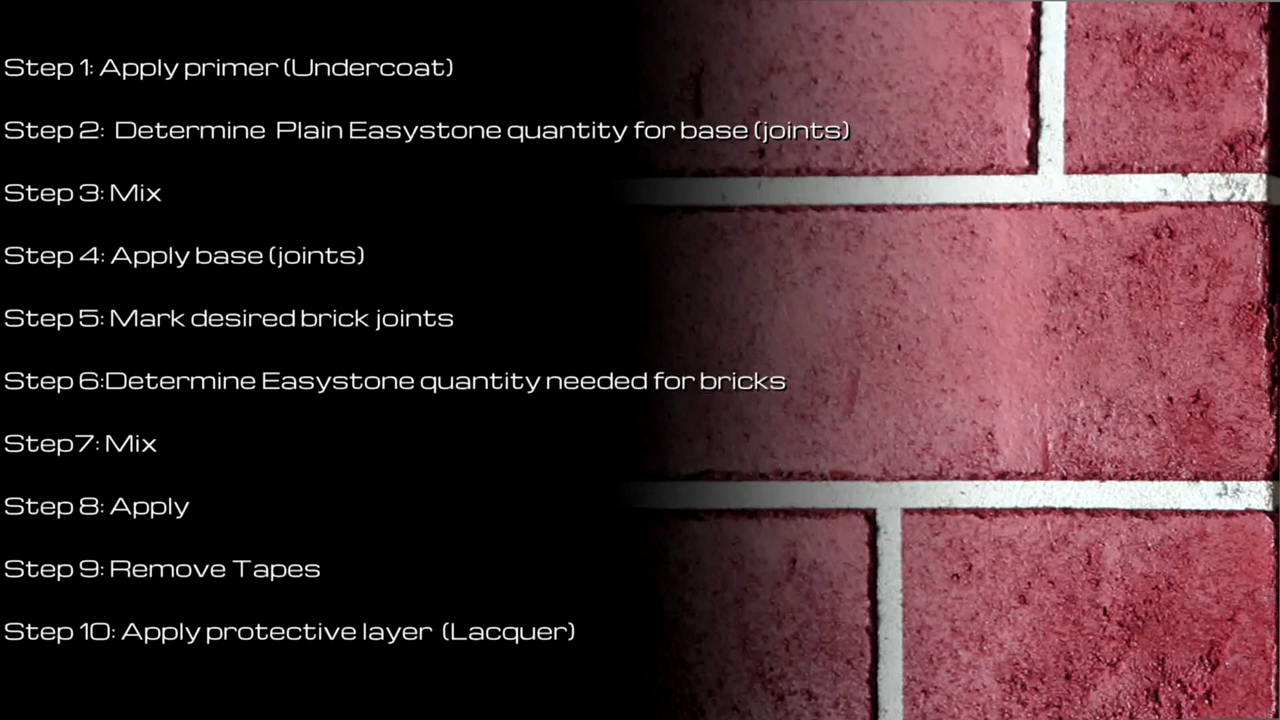 Step 1: Apply primer (Undercoat)
Step 2: Determine Plain Easystone quantity for base (joints)
Step 3: Mix
Step 4: Apply base (joints)
Step 5: Mark desired brick joints
Step 6:Determine Easystone quantity needed for bricks
Step7: Mix
Step 8: Apply
Step 9: Remove Tapes
Step 10: Apply protective layer (Lacquer)